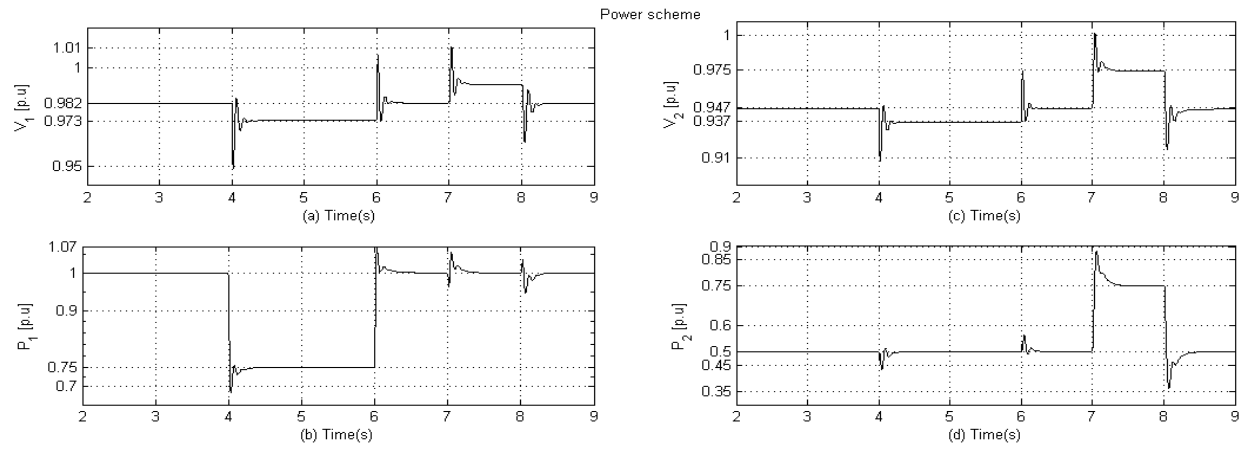 Power scheme
V1 [p.u]
1.01
1
0.982
0.973
0.95
2 3 4 5 6 7 8 9
(a) Time(s)
P1 [p.u]
1.07
1
0.9
0.75
0.7
2 3 4 5 6 7 8 9
(b) Time(s)
V2 [p.u]
1
0.975
0.947
0.937
0.91
2 3 4 5 6 7 8 9
(c) Time(s)
P2 [p.u]
0.9
0.85
0.75
0.6
0.5
0.45
0.35
2 3 4 5 6 7 8 9
(d) Time(s)